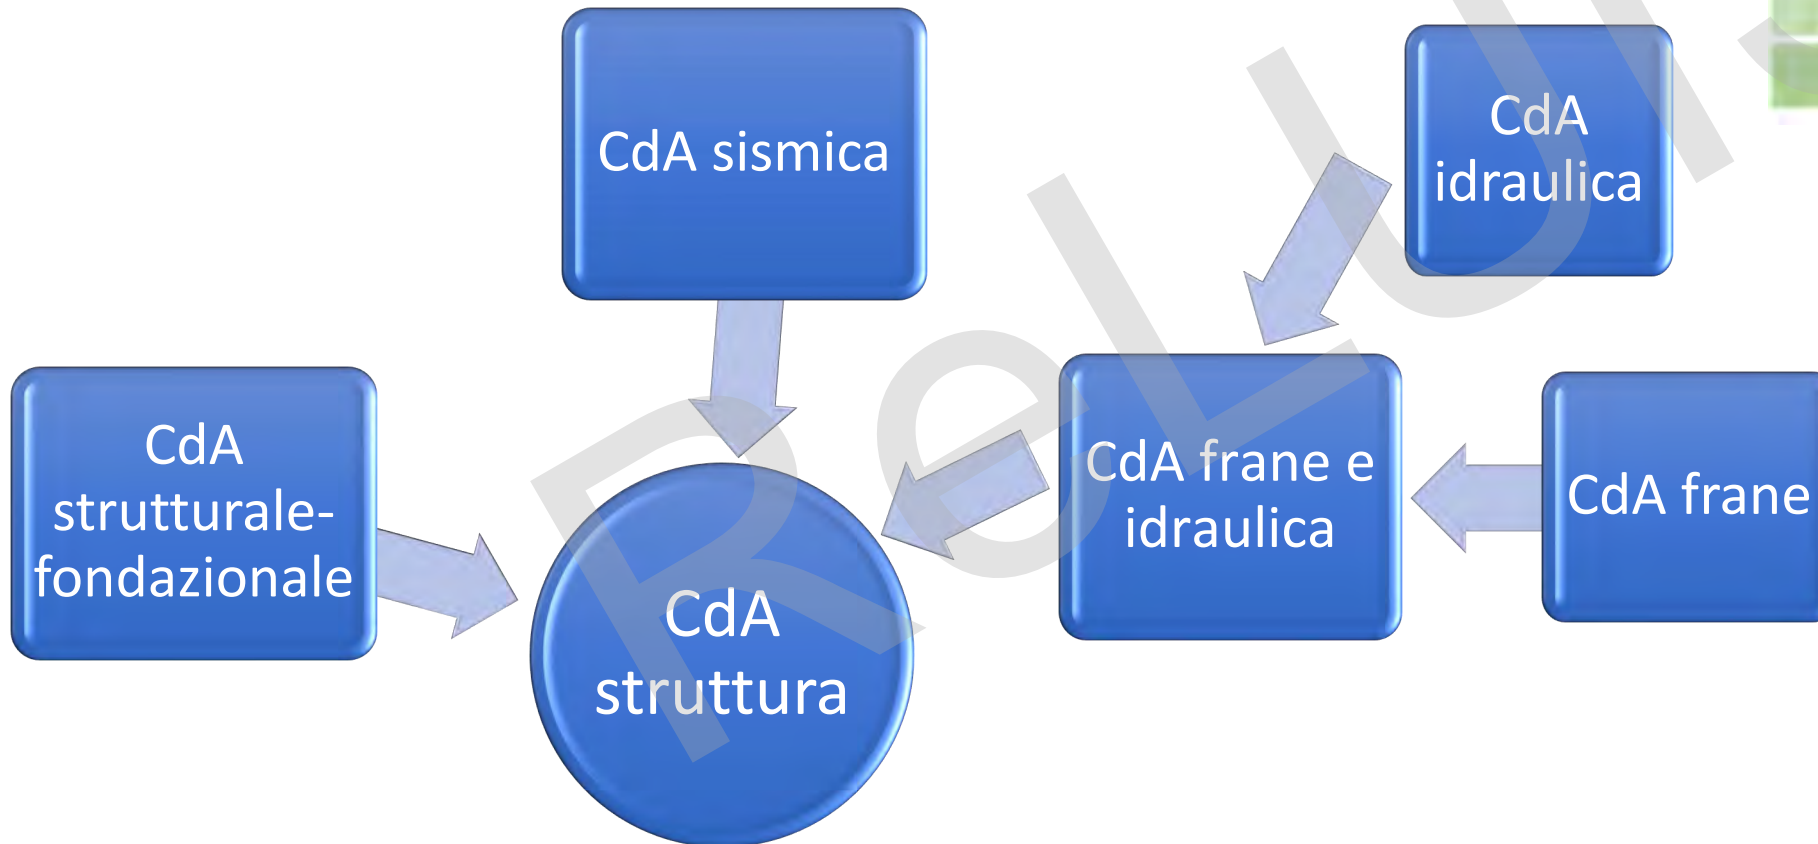 CdA sismica
CdA
idraulica
CdA
strutturale-
fondazionale
CdA frane e
idraulica
CdA frane
CdA
struttura
ReLUIS